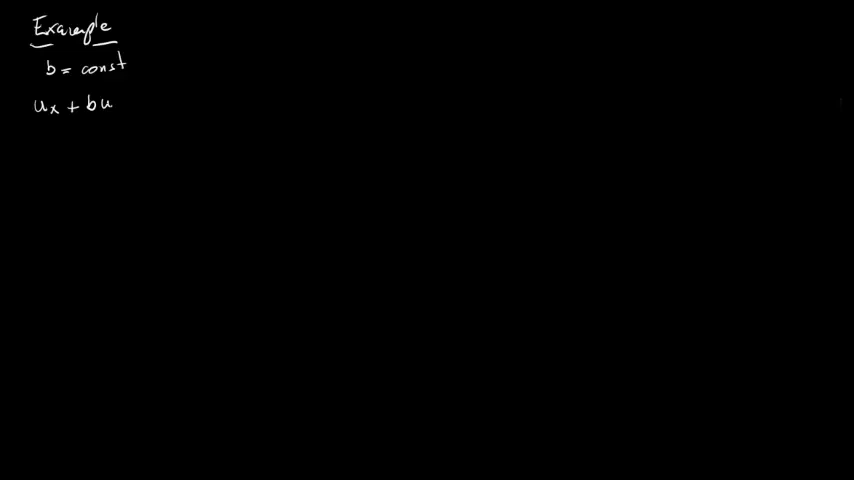 Example
b = const
ux + bu